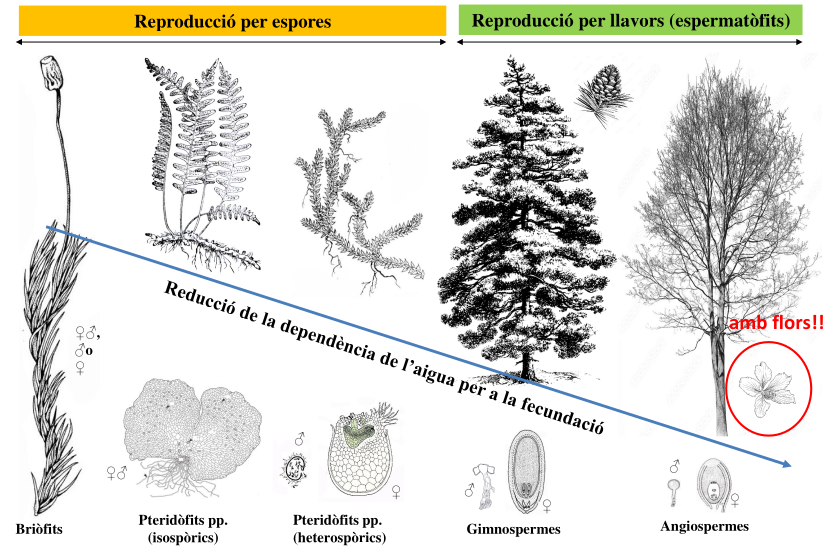 Reproducció per espores
Reproducció per llavors (espermatòfits)
Reducció de la dependència de l'aigua per a la fecundació
amb flors!!
♀♂,
♂o
♀
♀♂
♂
♀
♂
♀
♂
♀
Briòfits
Pteridòfits pp.
(isospòrics)
Pteridòfits pp.
(heterospòrics)
Gimnospermes
Angiospermes